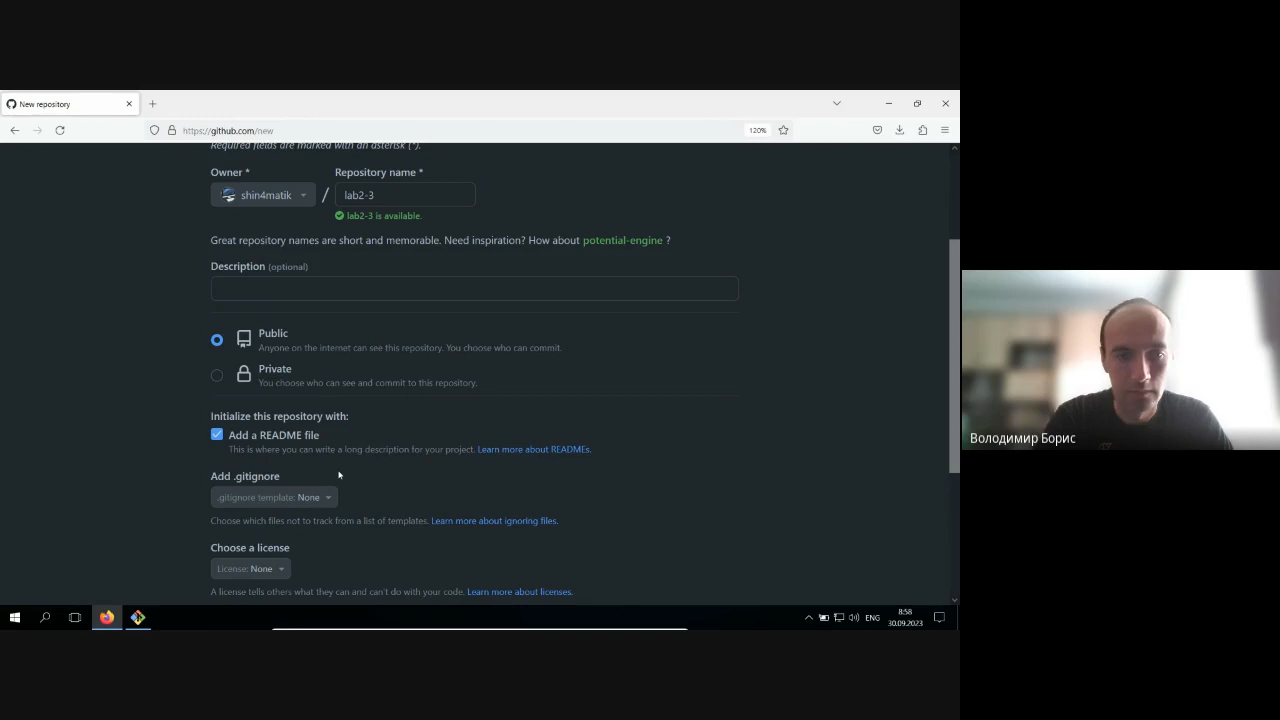 New repository
https://github.com/new
120%
Required fields are marked with an asterisk (*).
Owner *
Repository name *
shin4matik
/
lab2-3
lab2-3 is available.
Great repository names are short and memorable. Need inspiration? How about potential-engine ?
Description (optional)
Public
Anyone on the internet can see this repository. You choose who can commit.
Private
You choose who can see and commit to this repository.
Initialize this repository with:
Add a README file
This is where you can write a long description for your project. Learn more about READMEs.
Add .gitignore
.gitignore template: None
Choose which files not to track from a list of templates. Learn more about ignoring files.
Choose a license
License: None
A license tells others what they can and can't do with your code. Learn more about licenses.
ENG
8:58
30.09.2023
Володимир Борис